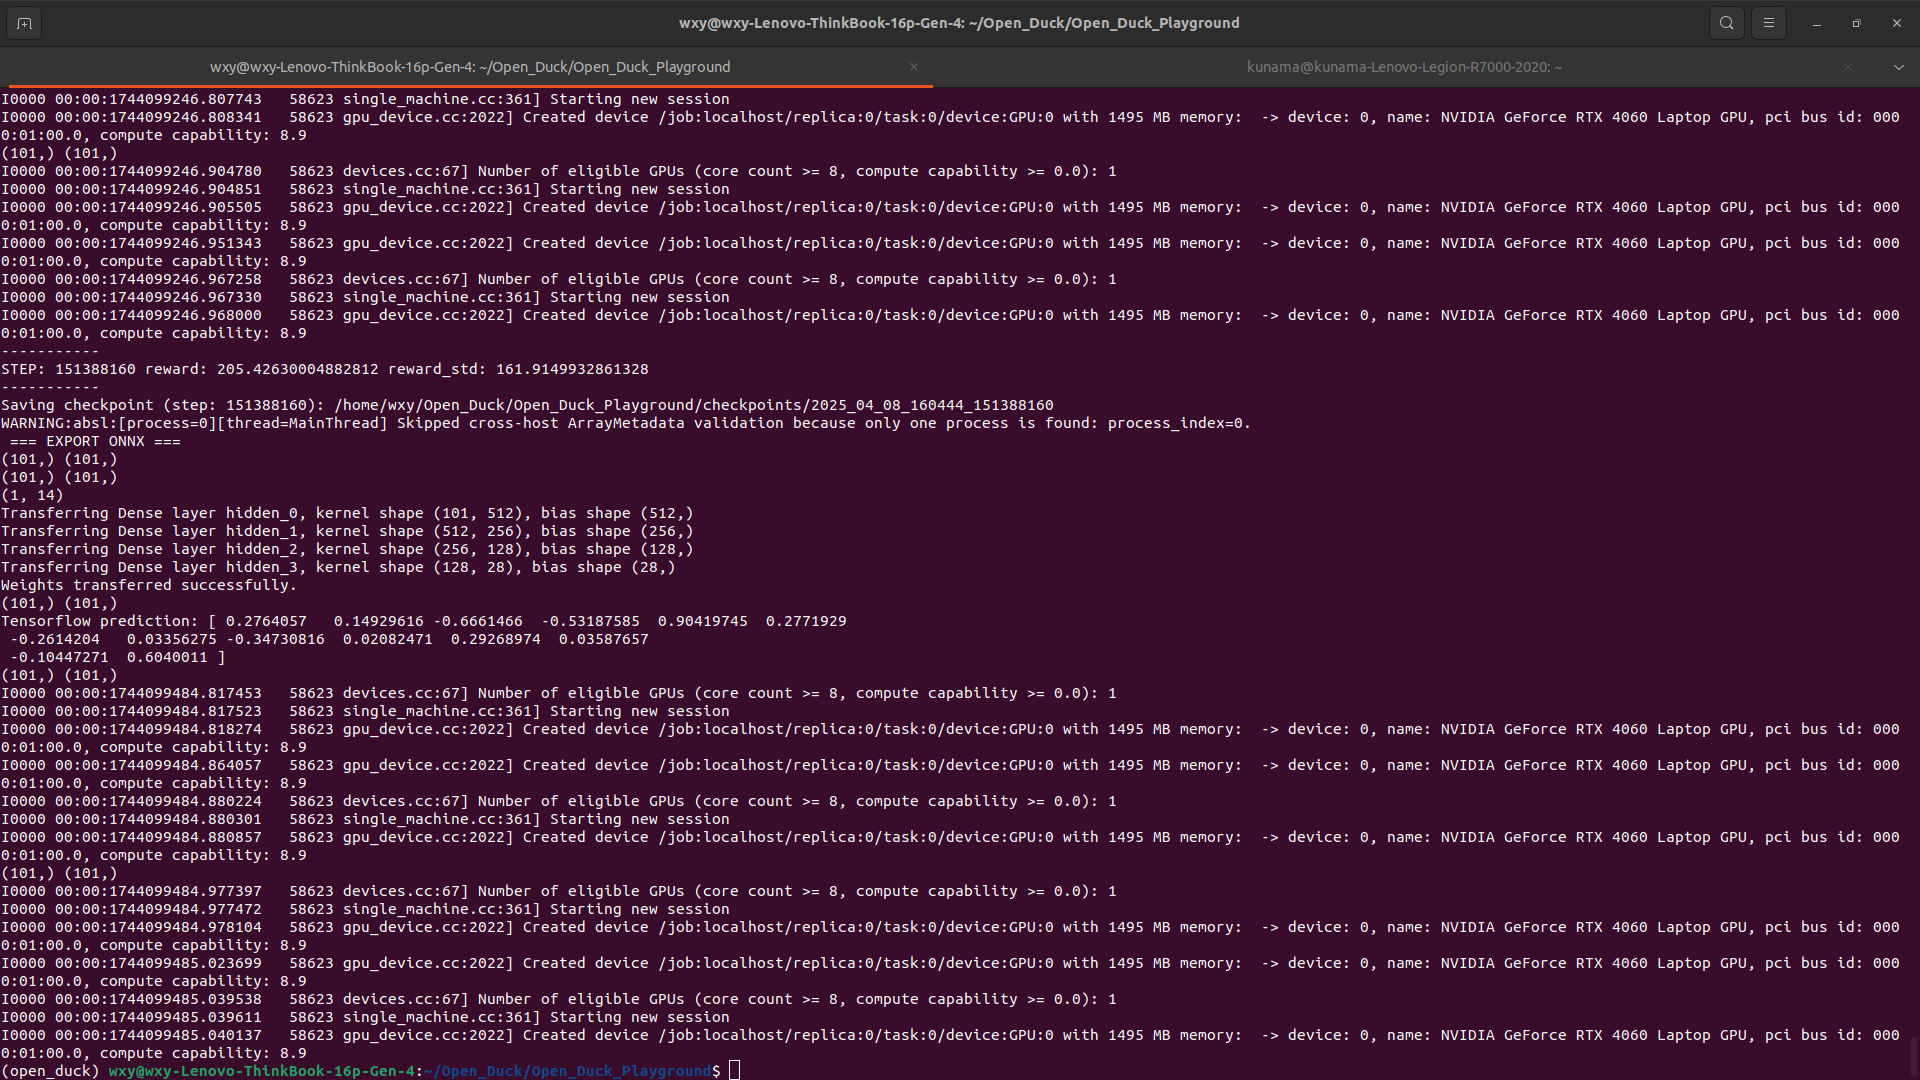 wxy@wxy-Lenovo-ThinkBook-16p-Gen-4: ~/Open_Duck/Open_Duck_Playground
wxy@wxy-Lenovo-ThinkBook-16p-Gen-4: ~/Open_Duck/Open_Duck_Playground
kunama@kunama-Lenovo-Legion-R7000-2020: ~
I0000 00:00:1744099246.807743   58623 single_machine.cc:361] Starting new session
I0000 00:00:1744099246.808341   58623 gpu_device.cc:2022] Created device /job:localhost/replica:0/task:0/device:GPU:0 with 1495 MB memory:  -> device: 0, name: NVIDIA GeForce RTX 4060 Laptop GPU, pci bus id: 000
0:01:00.0, compute capability: 8.9
(101,) (101,)
I0000 00:00:1744099246.904780   58623 devices.cc:67] Number of eligible GPUs (core count >= 8, compute capability >= 0.0): 1
I0000 00:00:1744099246.904851   58623 single_machine.cc:361] Starting new session
I0000 00:00:1744099246.905505   58623 gpu_device.cc:2022] Created device /job:localhost/replica:0/task:0/device:GPU:0 with 1495 MB memory:  -> device: 0, name: NVIDIA GeForce RTX 4060 Laptop GPU, pci bus id: 000
0:01:00.0, compute capability: 8.9
I0000 00:00:1744099246.951343   58623 gpu_device.cc:2022] Created device /job:localhost/replica:0/task:0/device:GPU:0 with 1495 MB memory:  -> device: 0, name: NVIDIA GeForce RTX 4060 Laptop GPU, pci bus id: 000
0:01:00.0, compute capability: 8.9
I0000 00:00:1744099246.967258   58623 devices.cc:67] Number of eligible GPUs (core count >= 8, compute capability >= 0.0): 1
I0000 00:00:1744099246.967330   58623 single_machine.cc:361] Starting new session
I0000 00:00:1744099246.968000   58623 gpu_device.cc:2022] Created device /job:localhost/replica:0/task:0/device:GPU:0 with 1495 MB memory:  -> device: 0, name: NVIDIA GeForce RTX 4060 Laptop GPU, pci bus id: 000
0:01:00.0, compute capability: 8.9
-----------
STEP: 151388160 reward: 205.42630004882812 reward_std: 161.9149932861328
-----------
Saving checkpoint (step: 151388160): /home/wxy/Open_Duck/Open_Duck_Playground/checkpoints/2025_04_08_160444_151388160
WARNING:absl:[process=0][thread=MainThread] Skipped cross-host ArrayMetadata validation because only one process is found: process_index=0.
 === EXPORT ONNX ===
(101,) (101,)
(101,) (101,)
(1, 14)
Transferring Dense layer hidden_0, kernel shape (101, 512), bias shape (512,)
Transferring Dense layer hidden_1, kernel shape (512, 256), bias shape (256,)
Transferring Dense layer hidden_2, kernel shape (256, 128), bias shape (128,)
Transferring Dense layer hidden_3, kernel shape (128, 28), bias shape (28,)
Weights transferred successfully.
(101,) (101,)
Tensorflow prediction: [ 0.2764057   0.14929616 -0.6661466  -0.53187585  0.90419745  0.2771929
 -0.2614204   0.03356275 -0.34730816  0.02082471  0.29268974  0.03587657
 -0.10447271  0.6040011 ]
(101,) (101,)
I0000 00:00:1744099484.817453   58623 devices.cc:67] Number of eligible GPUs (core count >= 8, compute capability >= 0.0): 1
I0000 00:00:1744099484.817523   58623 single_machine.cc:361] Starting new session
I0000 00:00:1744099484.818274   58623 gpu_device.cc:2022] Created device /job:localhost/replica:0/task:0/device:GPU:0 with 1495 MB memory:  -> device: 0, name: NVIDIA GeForce RTX 4060 Laptop GPU, pci bus id: 000
0:01:00.0, compute capability: 8.9
I0000 00:00:1744099484.864057   58623 gpu_device.cc:2022] Created device /job:localhost/replica:0/task:0/device:GPU:0 with 1495 MB memory:  -> device: 0, name: NVIDIA GeForce RTX 4060 Laptop GPU, pci bus id: 000
0:01:00.0, compute capability: 8.9
I0000 00:00:1744099484.880224   58623 devices.cc:67] Number of eligible GPUs (core count >= 8, compute capability >= 0.0): 1
I0000 00:00:1744099484.880301   58623 single_machine.cc:361] Starting new session
I0000 00:00:1744099484.880857   58623 gpu_device.cc:2022] Created device /job:localhost/replica:0/task:0/device:GPU:0 with 1495 MB memory:  -> device: 0, name: NVIDIA GeForce RTX 4060 Laptop GPU, pci bus id: 000
0:01:00.0, compute capability: 8.9
(101,) (101,)
I0000 00:00:1744099484.977397   58623 devices.cc:67] Number of eligible GPUs (core count >= 8, compute capability >= 0.0): 1
I0000 00:00:1744099484.977472   58623 single_machine.cc:361] Starting new session
I0000 00:00:1744099484.978104   58623 gpu_device.cc:2022] Created device /job:localhost/replica:0/task:0/device:GPU:0 with 1495 MB memory:  -> device: 0, name: NVIDIA GeForce RTX 4060 Laptop GPU, pci bus id: 000
0:01:00.0, compute capability: 8.9
I0000 00:00:1744099485.023699   58623 gpu_device.cc:2022] Created device /job:localhost/replica:0/task:0/device:GPU:0 with 1495 MB memory:  -> device: 0, name: NVIDIA GeForce RTX 4060 Laptop GPU, pci bus id: 000
0:01:00.0, compute capability: 8.9
I0000 00:00:1744099485.039538   58623 devices.cc:67] Number of eligible GPUs (core count >= 8, compute capability >= 0.0): 1
I0000 00:00:1744099485.039611   58623 single_machine.cc:361] Starting new session
I0000 00:00:1744099485.040137   58623 gpu_device.cc:2022] Created device /job:localhost/replica:0/task:0/device:GPU:0 with 1495 MB memory:  -> device: 0, name: NVIDIA GeForce RTX 4060 Laptop GPU, pci bus id: 000
0:01:00.0, compute capability: 8.9
(open_duck) wxy@wxy-Lenovo-ThinkBook-16p-Gen-4:~/Open_Duck/Open_Duck_Playground$